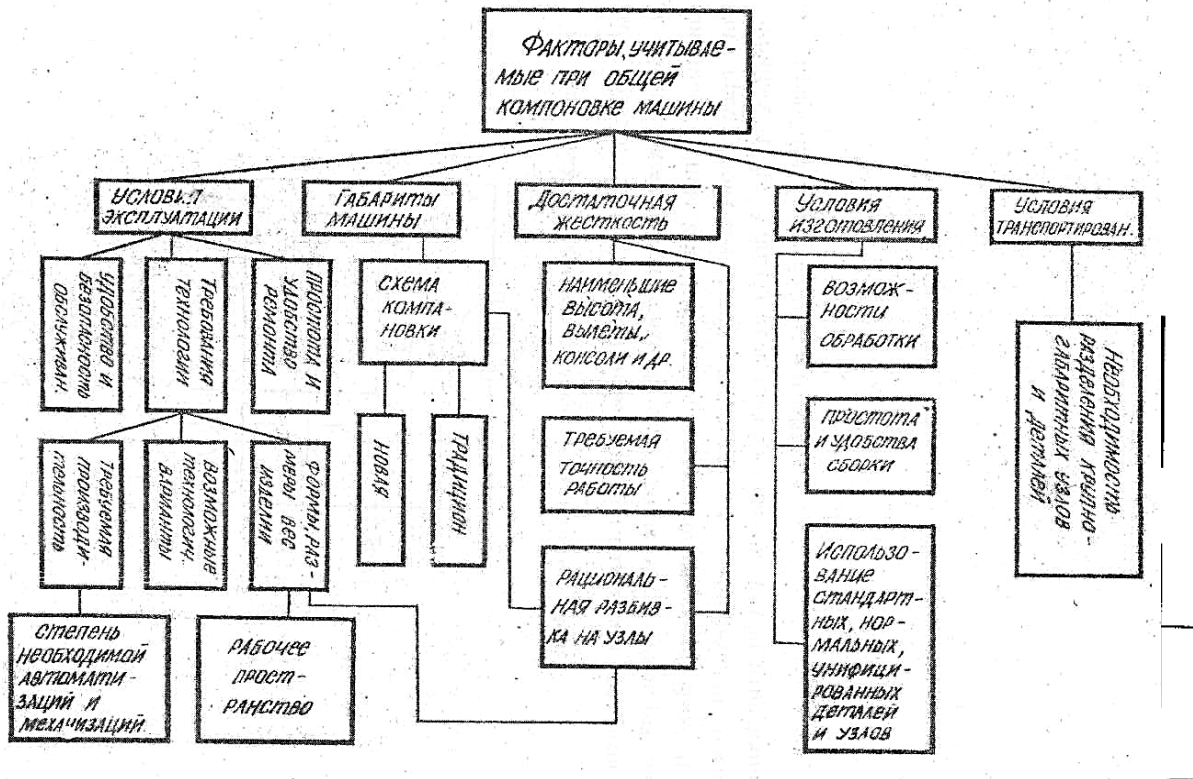 Факторы, учитывае-
мые при общей
компоновке машины
Условия
эксплуатации
Габариты
машины
Достаточная
жесткость
Условия
изготовления
Условия
транспортирован.
Удобство и
безопасность
обслуживан.
Требования
технологии
Простота и
удобство
ремонта
Схема
компа-
новки
Наименьшие
высота,
вылеты,
консоли и др.
Возмож-
ности
обработки
Необходимость
разделения крупно-
габаритных узлов
и деталей
Требуемая
производи-
тельность
Возможные
технологич.
варианты
Формы, раз-
меры вес
изделии
Новая
Традицион
Требуемая
точность
работы
Простота
и удобства
сборки
Степень
необходимой
автомати-
заций и
механизаций.
Рабочее
прост-
ранство
Рациональ-
ная разбив-
ка на узлы
Использо-
вание
стандарт-
ных, нор-
мальных,
унифици-
рованных
деталей
и узлов